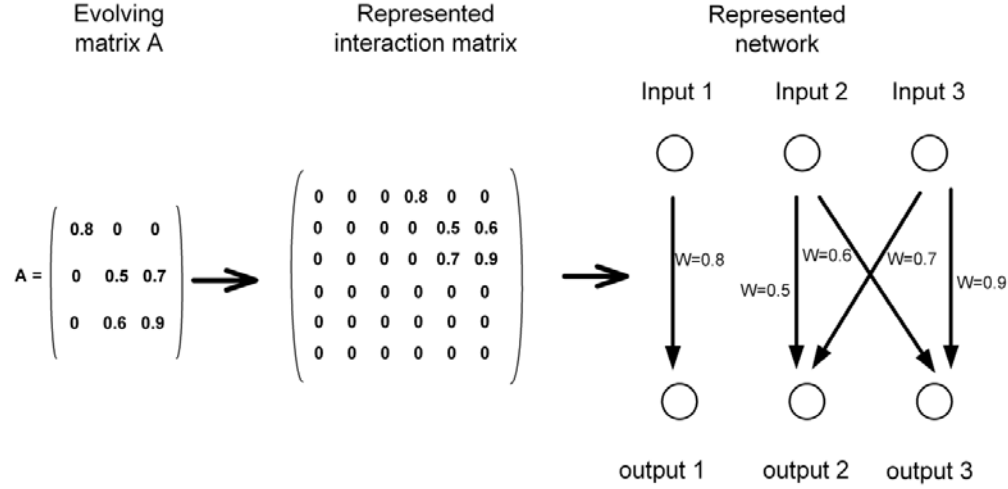 Evolving
matrix A
Represented
interaction matrix
Represented
network
Input 1 Input 2 Input 3
A =
0.8 0 0
0 0.5 0.7
0 0.6 0.9
0 0 0 0.8 0 0
0 0 0 0 0.5 0.6
0 0 0 0 0.7 0.9
0 0 0 0 0 0
0 0 0 0 0 0
0 0 0 0 0 0
W=0.8
W=0.6
W=0.7
W=0.5
W=0.9
output 1 output 2 output 3